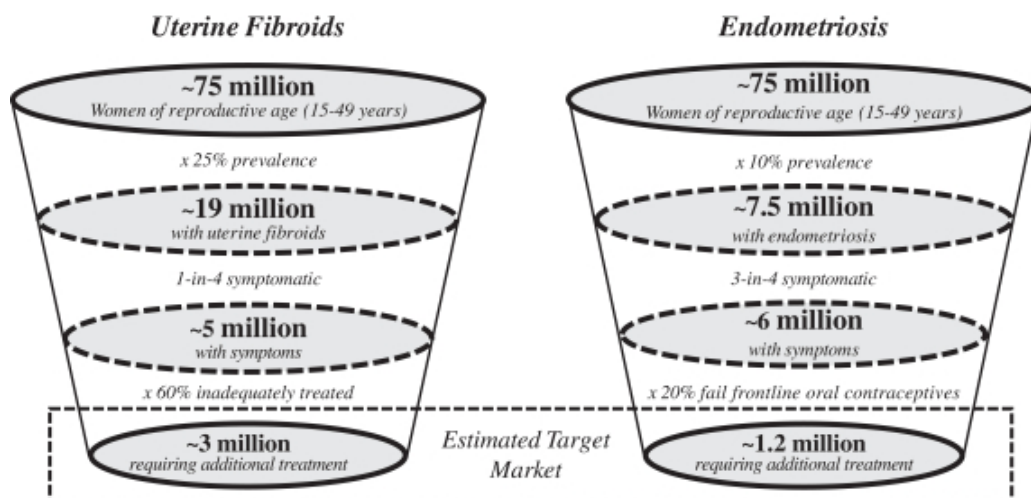 Uterine Fibroids
~75 million
Women of reproductive age (15-49 years)
x 25% prevalence
~19 million
with uterine fibroids
1-in-4 symptomatic
~5 million
with symptoms
x 60% inadequately treated
~3 million
requiring additional treatment
Endometriosis
~75 million
Women of reproductive age (15-49 years)
x 10% prevalence
~7.5 million
with endometriosis
3-in-4 symptomatic
~6 million
with symptoms
x 20% fail frontline oral contraceptives
~1.2 million
requiring additional treatment
Estimated Target
Market